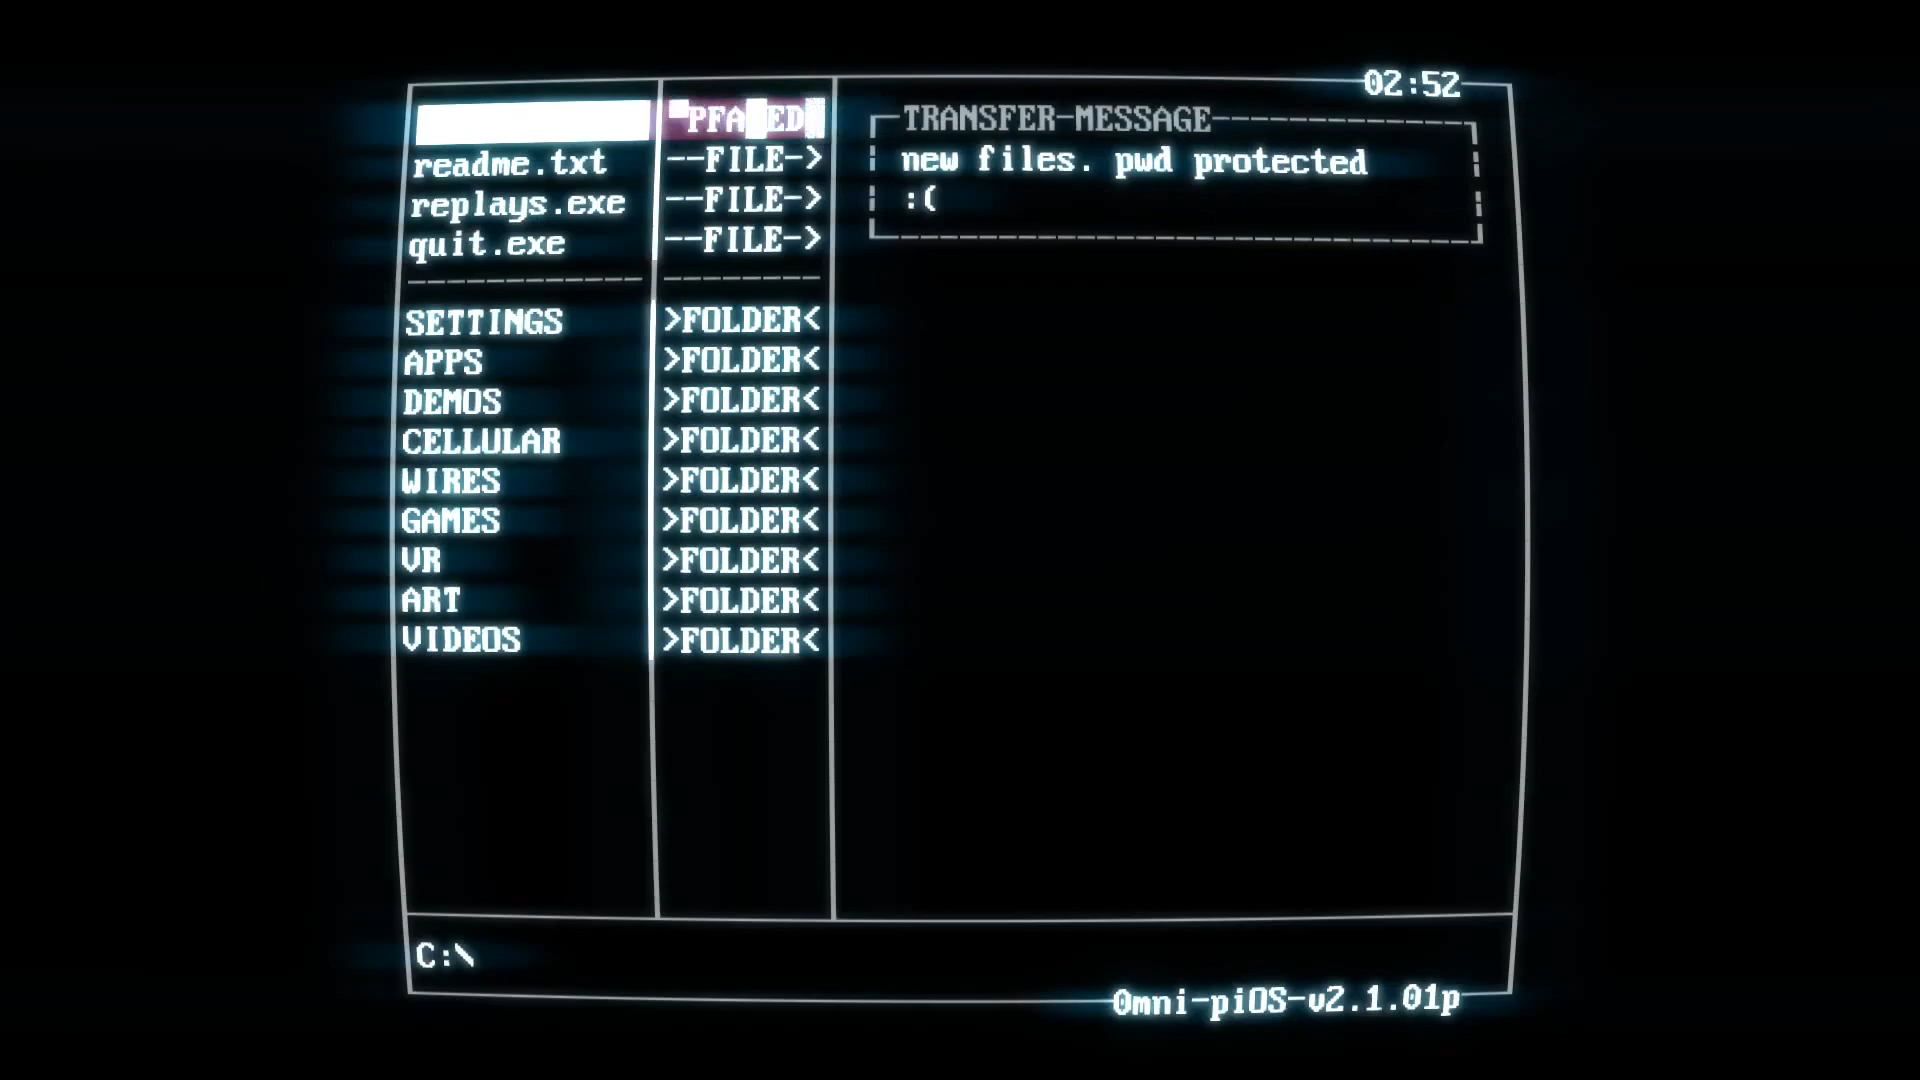 02:52
TRANSFER-MESSAGE
new files. pwd protected
:(
readme.txt --FILE->
replays.exe --FILE->
quit.exe --FILE->
SETTINGS >FOLDER<
APPS >FOLDER<
DEMOS >FOLDER<
CELLULAR >FOLDER<
WIRES >FOLDER<
GAMES >FOLDER<
VR >FOLDER<
ART >FOLDER<
VIDEOS >FOLDER<
C:\
Omni-piOS-v2.1.01p